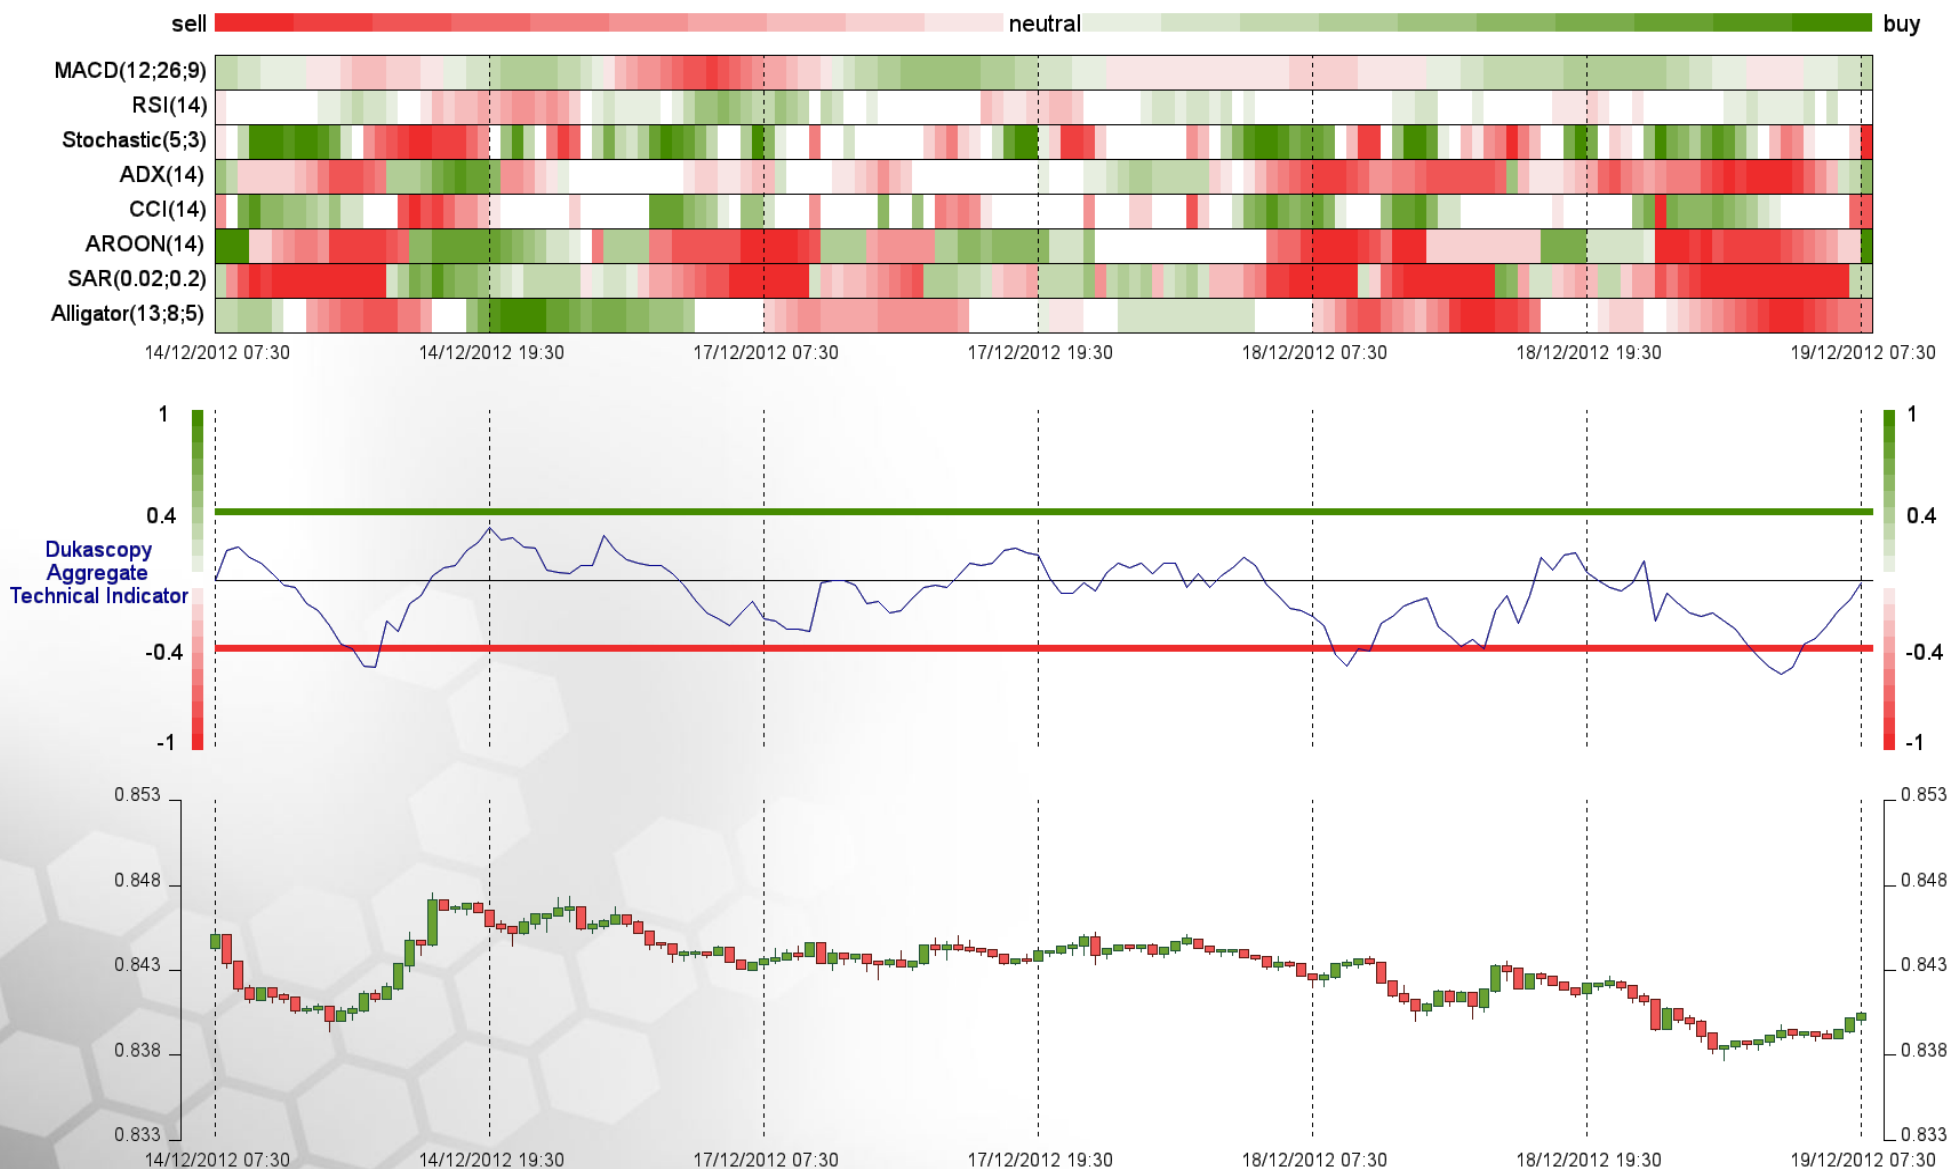 sell neutral buy
MACD(12;26;9)
RSI(14)
Stochastic(5;3)
ADX(14)
CCI(14)
AROON(14)
SAR(0.02;0.2)
Alligator(13;8;5)
14/12/2012 07:30 14/12/2012 19:30 17/12/2012 07:30 17/12/2012 19:30 18/12/2012 07:30 18/12/2012 19:30 19/12/2012 07:30
1 1
0.4 0.4
Dukascopy
Aggregate
Technical Indicator
-0.4 -0.4
-1 -1
0.853 0.853
0.848 0.848
0.843 0.843
0.838 0.838
0.833 0.833
14/12/2012 07:30 14/12/2012 19:30 17/12/2012 07:30 17/12/2012 19:30 18/12/2012 07:30 18/12/2012 19:30 19/12/2012 07:30